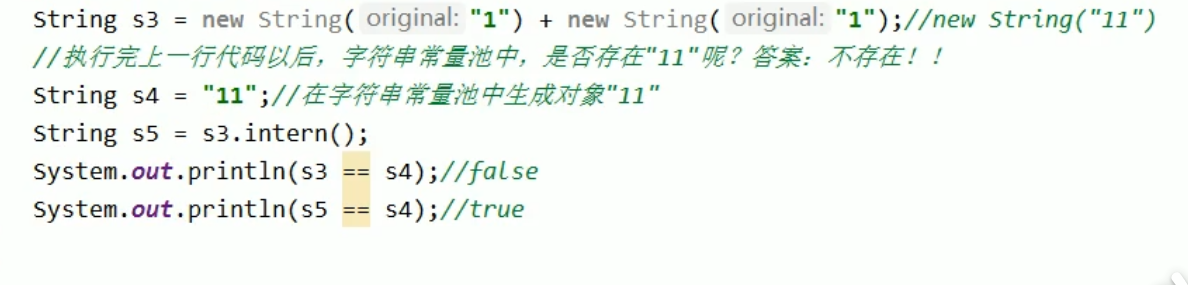 String s3 = new String( original: "1") + new String( original: "1");//new String("11")
//执行完上一行代码以后，字符串常量池中，是否存在"11"呢？答案：不存在！！
String s4 = "11";//在字符串常量池中生成对象"11"
String s5 = s3.intern();
System.out.println(s3 == s4);//false
System.out.println(s5 == s4);//true